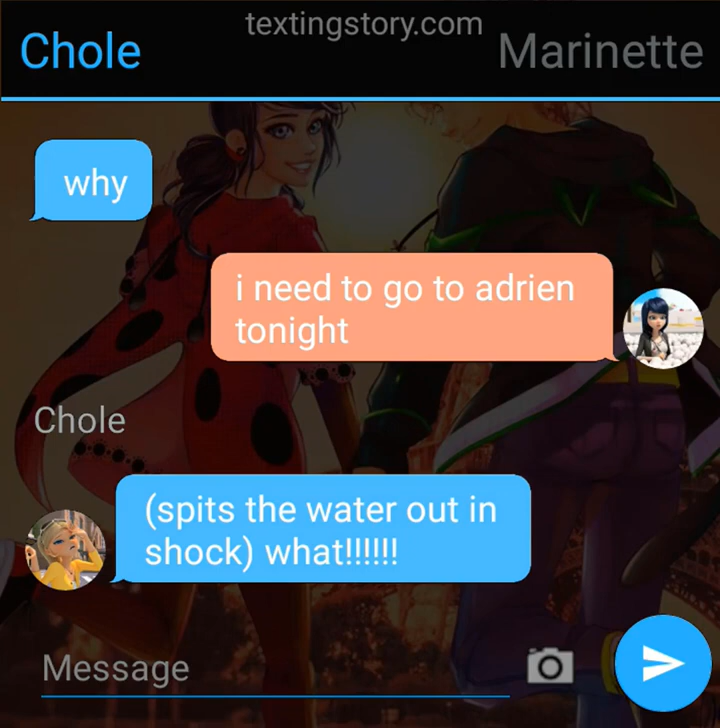 textingstory.com
Chole
Marinette
why
i need to go to adrien
tonight
Chole
(spits the water out in
shock) what!!!!!!
Message